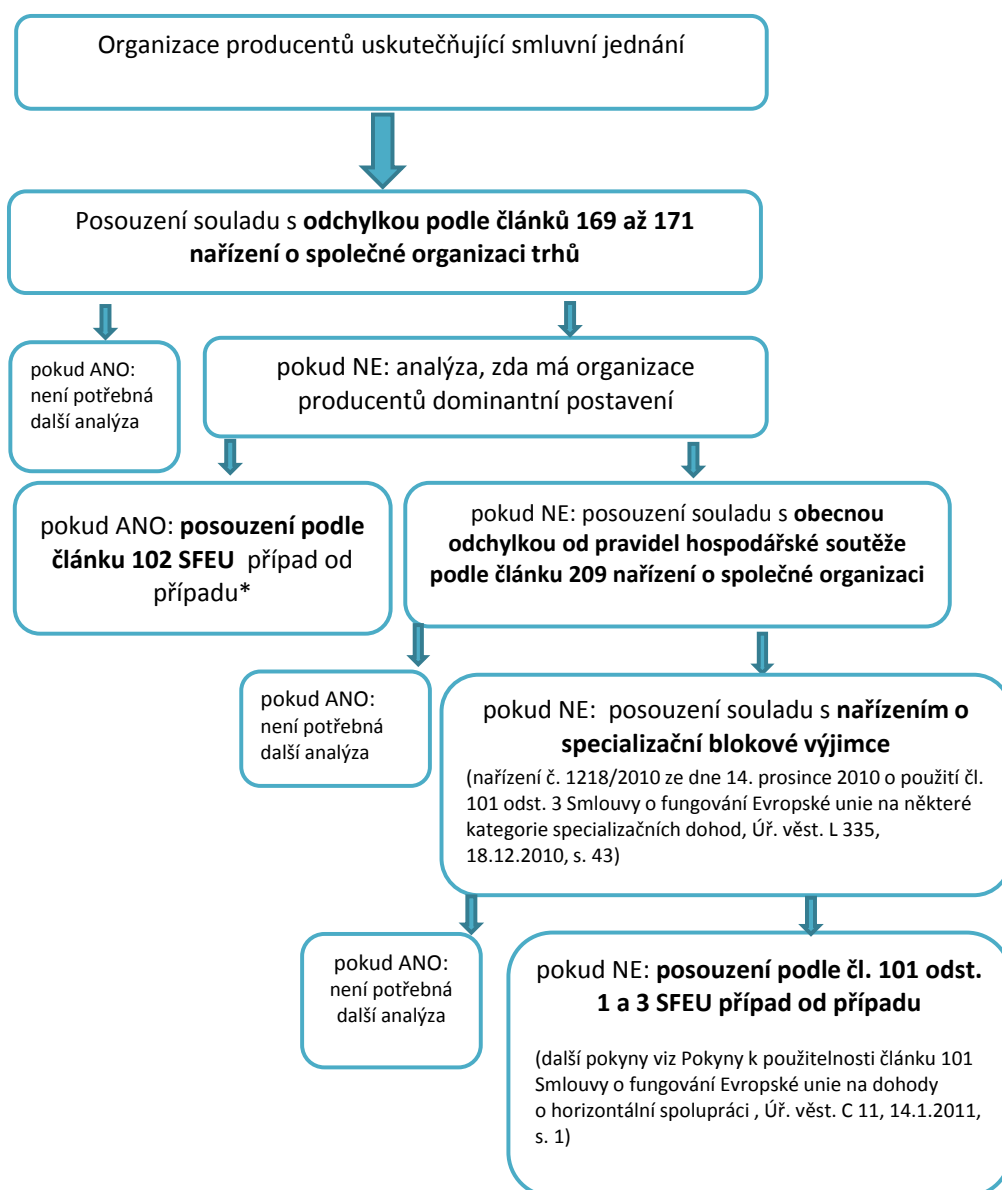 Organizace producentů uskutečňující smluvní jednání
Posouzení souladu s odchylkou podle článků 169 až 171
nařízení o společné organizaci trhů
pokud ANO:
není potřebná
další analýza
pokud NE: analýza, zda má organizace
producentů dominantní postavení
pokud ANO: posouzení podle
článku 102 SFEU případ od
případu*
pokud NE: posouzení souladu s obecnou
odchylkou od pravidel hospodářské soutěže
podle článku 209 nařízení o společné organizaci
pokud ANO:
není potřebná
další analýza
pokud NE: posouzení souladu s nařízením o
specializační blokové výjimce
(nařízení č. 1218/2010 ze dne 14. prosince 2010 o použití čl.
101 odst. 3 Smlouvy o fungování Evropské unie na některé
kategorie specializačních dohod, Úř. věst. L 335,
18.12.2010, s. 43)
pokud ANO:
není potřebná
další analýza
pokud NE: posouzení podle čl. 101 odst.
1 a 3 SFEU případ od případu
(další pokyny viz Pokyny k použitelnosti článku 101
Smlouvy o fungování Evropské unie na dohody
o horizontální spolupráci , Úř. věst. C 11, 14.1.2011,
s. 1)